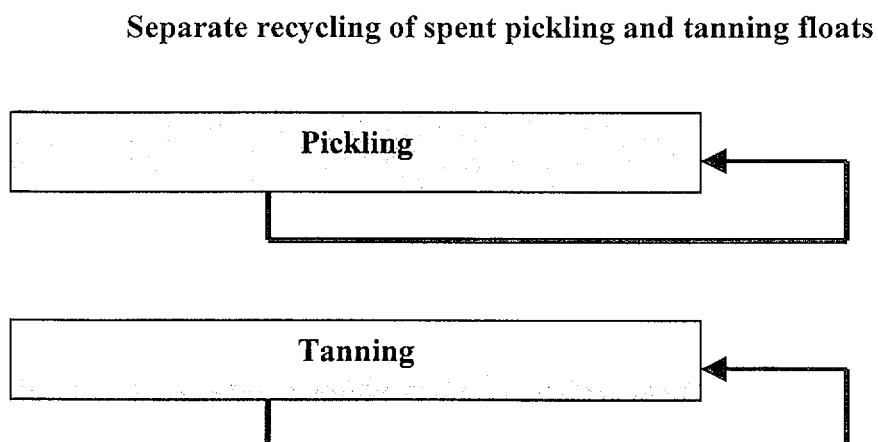 Separate recycling of spent pickling and tanning floats
Pickling
Tanning